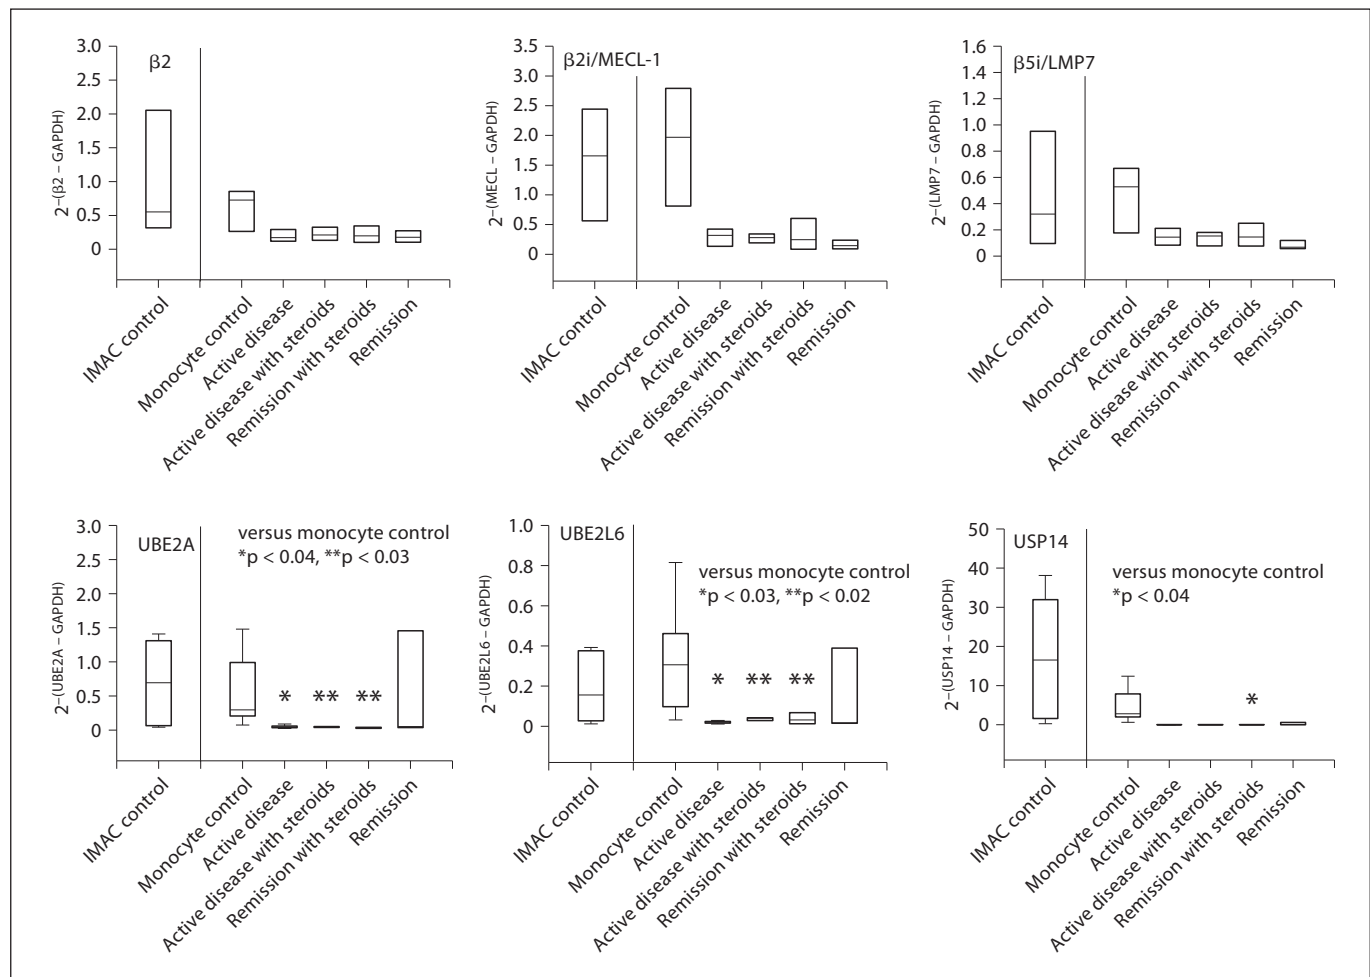 β2
3.0
2.5
2.0
1.5
1.0
0.5
0
2–(β2 – GAPDH)
IMAC control
Monocyte control
Active disease
Active disease with steroids
Remission with steroids
Remission
β2i/MECL-1
3.5
3.0
2.5
2.0
1.5
1.0
0.5
0
2–(MECL – GAPDH)
IMAC control
Monocyte control
Active disease
Active disease with steroids
Remission with steroids
Remission
β5i/LMP7
1.6
1.4
1.2
1.0
0.8
0.6
0.4
0.2
0
2–(LMP7 – GAPDH)
IMAC control
Monocyte control
Active disease
Active disease with steroids
Remission with steroids
Remission
UBE2A
versus monocyte control
*p < 0.04, **p < 0.03
3.0
2.5
2.0
1.5
1.0
0.5
0
2–(UBE2A – GAPDH)
* ** **
IMAC control
Monocyte control
Active disease
Active disease with steroids
Remission with steroids
Remission
UBE2L6
versus monocyte control
*p < 0.03, **p < 0.02
1.0
0.8
0.6
0.4
0.2
0
2–(UBE2L6 – GAPDH)
* ** **
IMAC control
Monocyte control
Active disease
Active disease with steroids
Remission with steroids
Remission
USP14
versus monocyte control
*p < 0.04
50
40
30
20
10
0
2–(USP14 – GAPDH)
*
IMAC control
Monocyte control
Active disease
Active disease with steroids
Remission with steroids
Remission